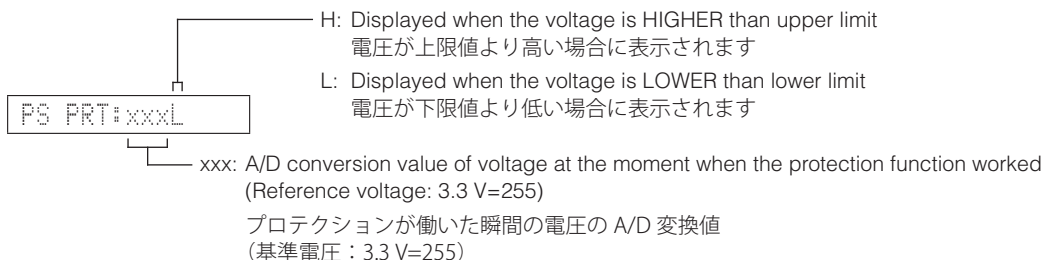 H: Displayed when the voltage is HIGHER than upper limit
電圧が上限値より高い場合に表示されます
L: Displayed when the voltage is LOWER than lower limit
電圧が下限値より低い場合に表示されます
PS PRT:xxxL
xxx: A/D conversion value of voltage at the moment when the protection function worked
(Reference voltage: 3.3 V=255)
プロテクションが働いた瞬間の電圧の A/D 変換値
（基準電圧：3.3 V=255）